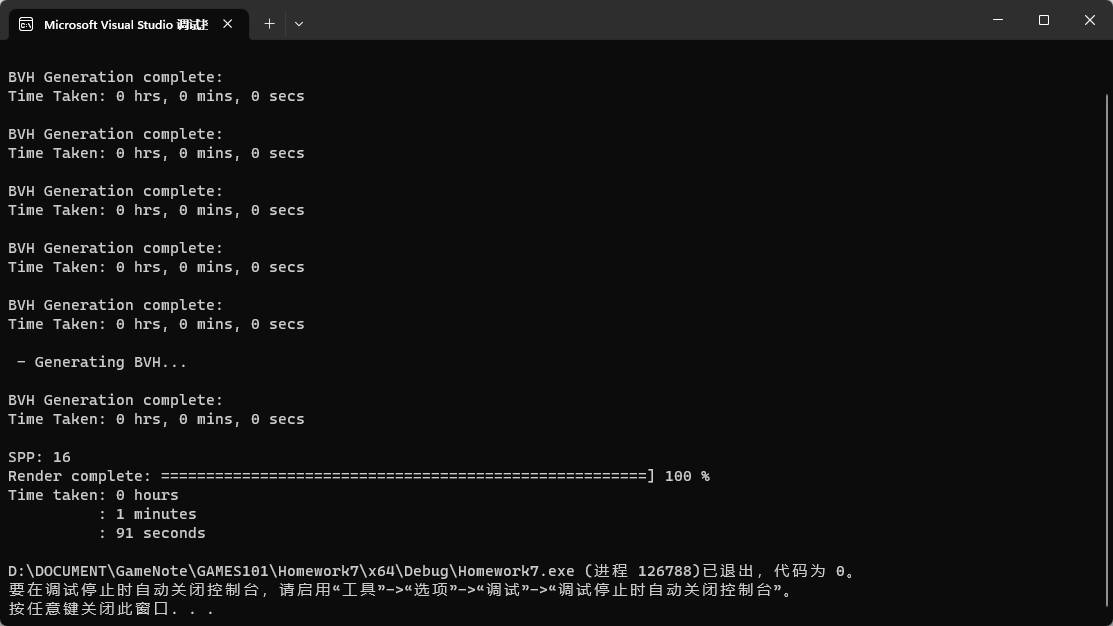 Microsoft Visual Studio 调试
BVH Generation complete:
Time Taken: 0 hrs, 0 mins, 0 secs
BVH Generation complete:
Time Taken: 0 hrs, 0 mins, 0 secs
BVH Generation complete:
Time Taken: 0 hrs, 0 mins, 0 secs
BVH Generation complete:
Time Taken: 0 hrs, 0 mins, 0 secs
BVH Generation complete:
Time Taken: 0 hrs, 0 mins, 0 secs
 - Generating BVH...
BVH Generation complete:
Time Taken: 0 hrs, 0 mins, 0 secs
SPP: 16
Render complete: ======================================================] 100 %
Time taken: 0 hours
          : 1 minutes
          : 91 seconds
D:\DOCUMENT\GameNote\GAMES101\Homework7\x64\Debug\Homework7.exe (进程 126788)已退出，代码为 0。
要在调试停止时自动关闭控制台，请启用“工具”->“选项”->“调试”->“调试停止时自动关闭控制台”。
按任意键关闭此窗口. . .